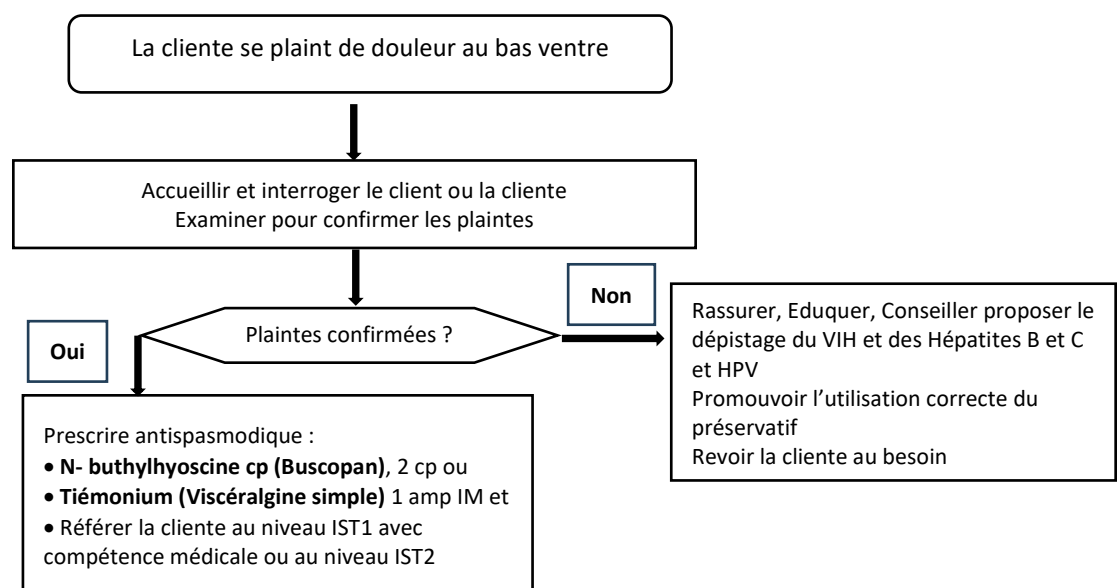 La cliente se plaint de douleur au bas ventre
Accueillir et interroger le client ou la cliente
Examiner pour confirmer les plaintes
Plaintes confirmées ?
Oui
Non
Prescrire antispasmodique :
• N- buthylhyoscine cp (Buscopan), 2 cp ou
• Tiémonium (Viscéralgine simple) 1 amp IM et
• Référer la cliente au niveau IST1 avec
compétence médicale ou au niveau IST2
Rassurer, Eduquer, Conseiller proposer le
dépistage du VIH et des Hépatites B et C
et HPV
Promouvoir l’utilisation correcte du
préservatif
Revoir la cliente au besoin